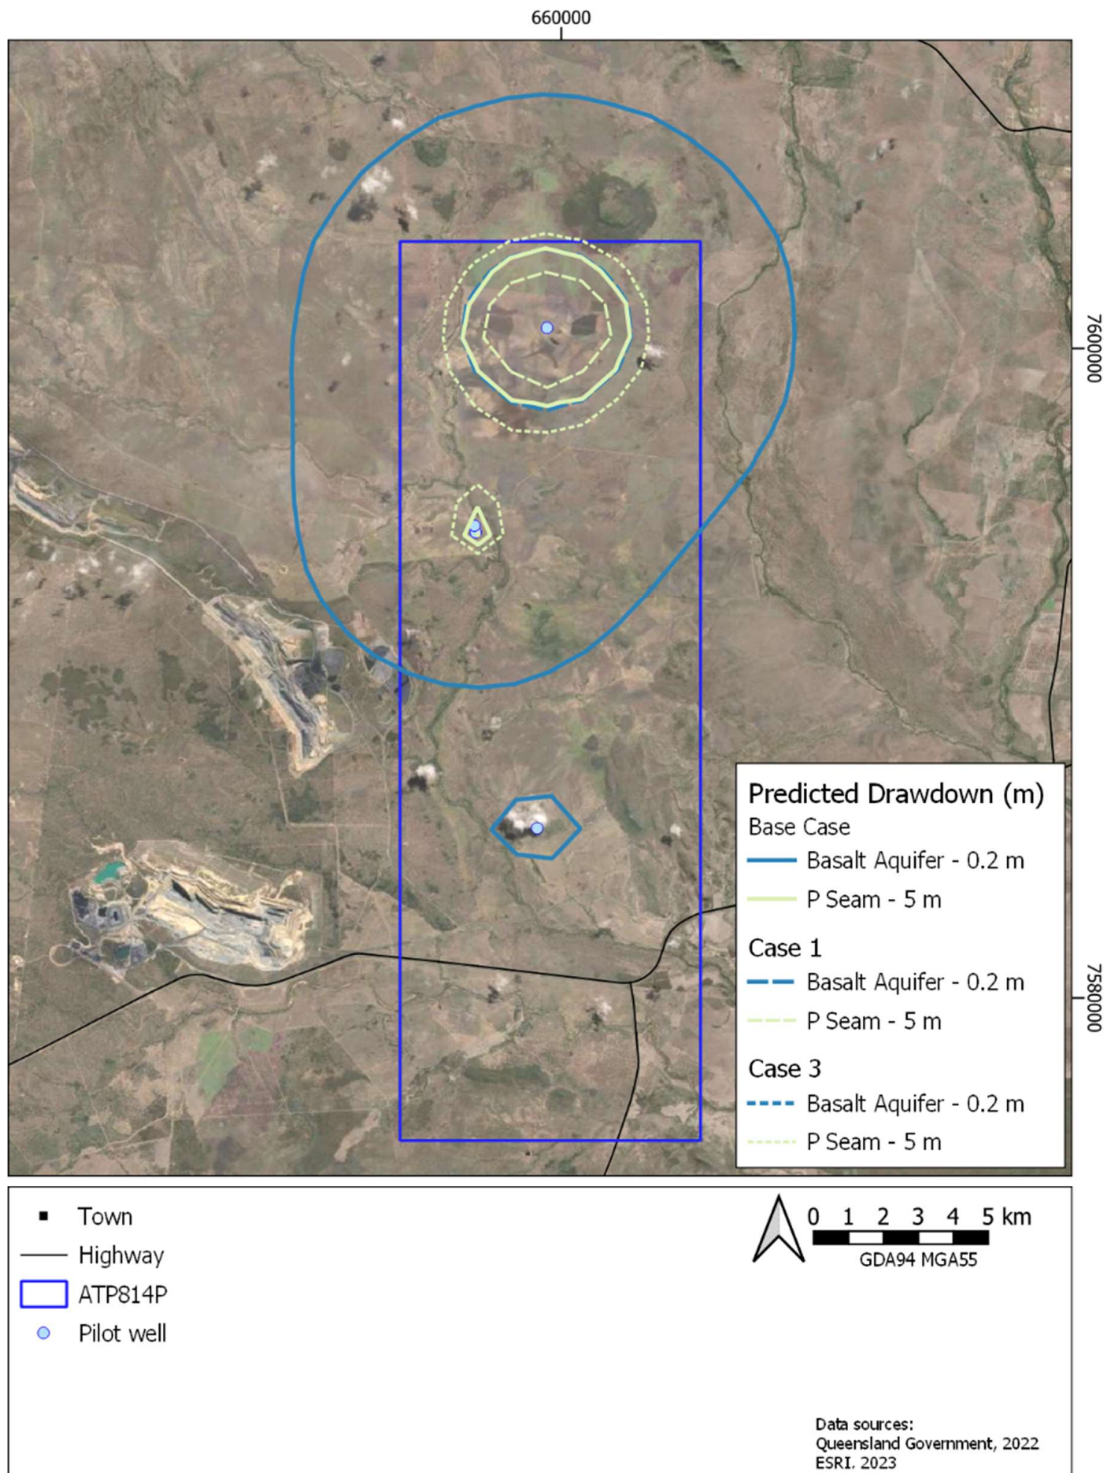 660000
7600000
7580000
Predicted Drawdown (m)
Base Case
Basalt Aquifer - 0.2 m
P Seam - 5 m
Case 1
Basalt Aquifer - 0.2 m
P Seam - 5 m
Case 3
Basalt Aquifer - 0.2 m
P Seam - 5 m
Town
Highway
ATP814P
Pilot well
0 1 2 3 4 5 km
GDA94 MGA55
Data sources:
Queensland Government, 2022
ESRI. 2023